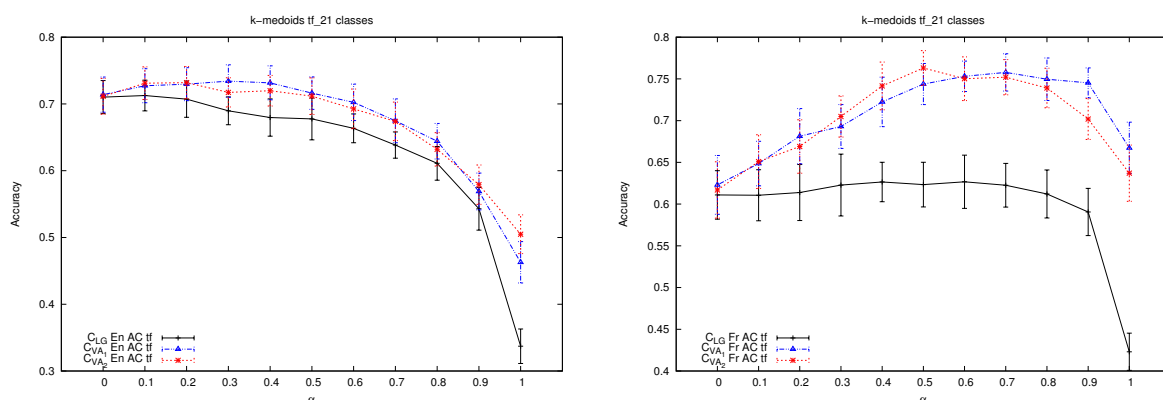 k-medoids tf_21 classes
0.8
0.7
0.6
0.5
0.4
0.3
Accuracy
C_LG En AC tf
C_VA_1 En AC tf
C_VA_2 En AC tf
0 0.1 0.2 0.3 0.4 0.5 0.6 0.7 0.8 0.9 1
k-medoids tf_21 classes
0.8
0.75
0.7
0.65
0.6
0.55
0.5
0.45
0.4
Accuracy
C_LG Fr AC tf
C_VA_1 Fr AC tf
C_VA_2 Fr AC tf
0 0.1 0.2 0.3 0.4 0.5 0.6 0.7 0.8 0.9 1